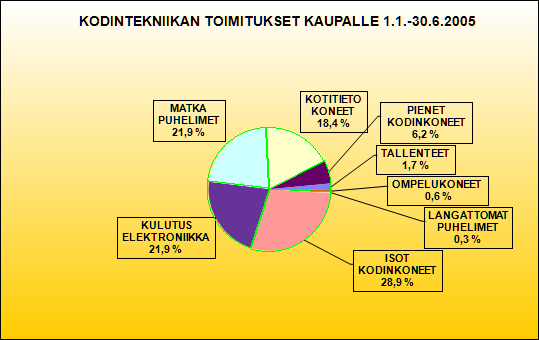 KODINTEKNIIKAN TOIMITUKSET KAUPALLE 1.1.-30.6.2005
MATKA
PUHELIMET
21,9 %
KOTITIETO
KONEET
18,4 %
PIENET
KODINKONEET
6,2 %
TALLENTEET
1,7 %
OMPELUKONEET
0,6 %
LANGATTOMAT
PUHELIMET
0,3 %
KULUTUS
ELEKTRONIIKKA
21,9 %
ISOT
KODINKONEET
28,9 %